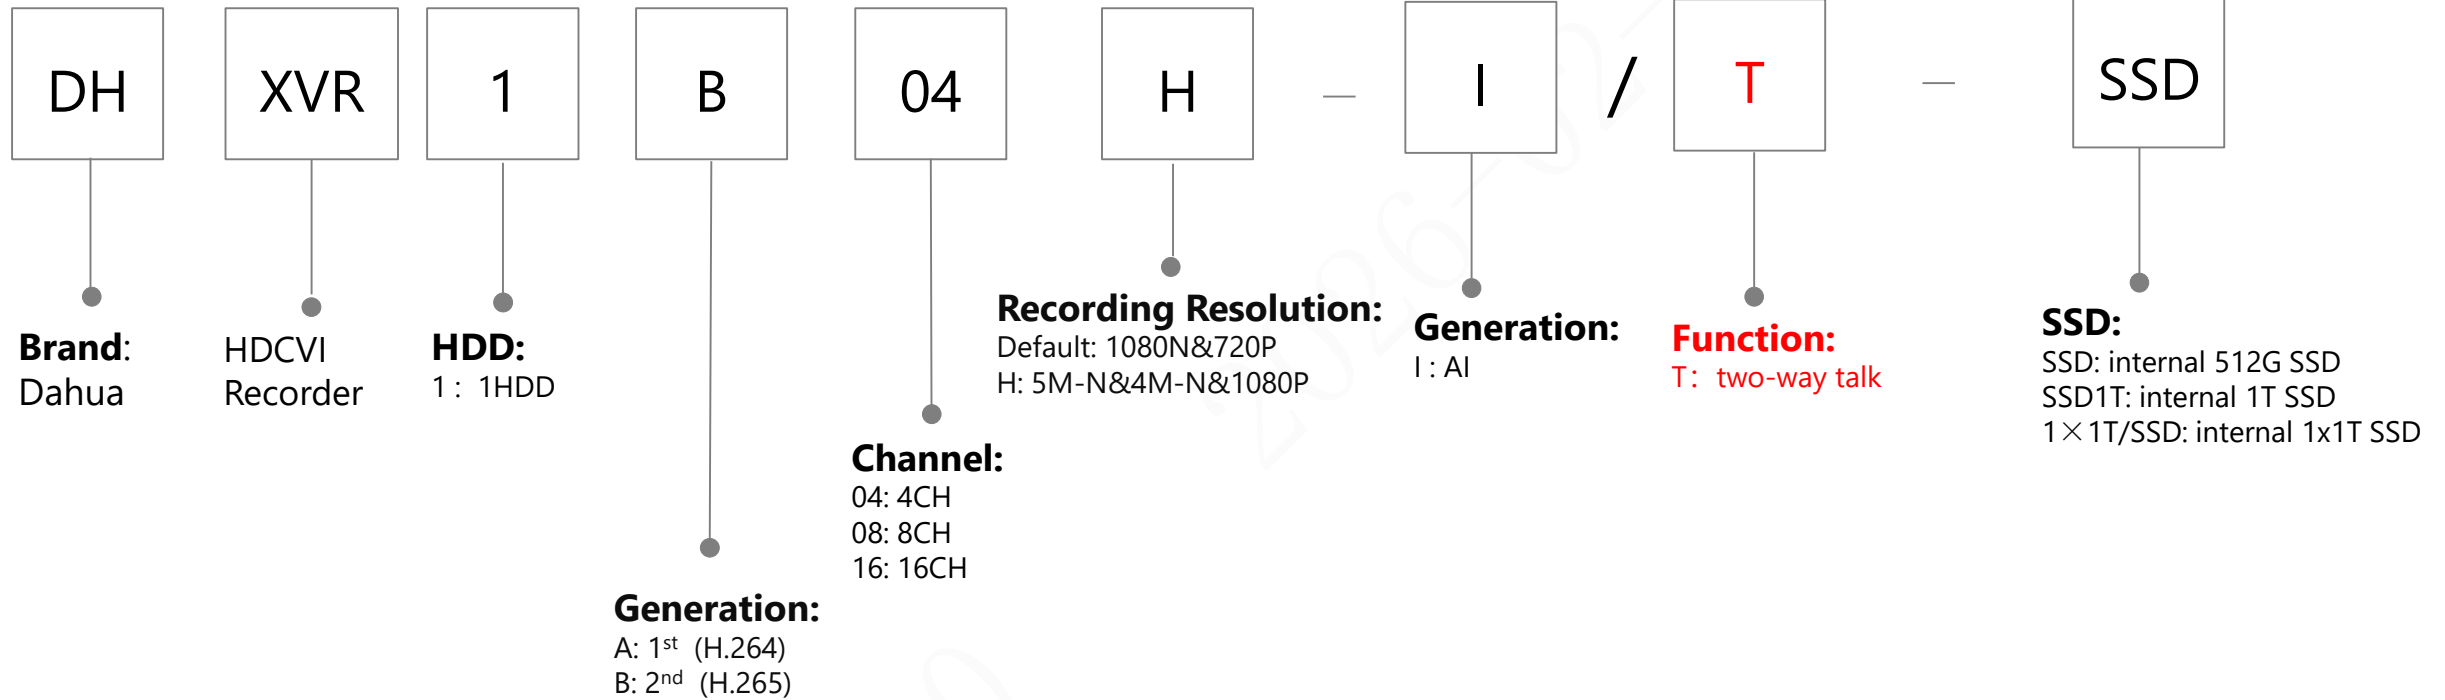 DH XVR 1 B 04 H – I / T – SSD
Brand:
Dahua
HDCVI
Recorder
HDD:
1 : 1HDD
Generation:
A: 1st (H.264)
B: 2nd (H.265)
Channel:
04: 4CH
08: 8CH
16: 16CH
Recording Resolution:
Default: 1080N&720P
H: 5M-N&4M-N&1080P
Generation:
I : AI
Function:
T: two-way talk
SSD:
SSD: internal 512G SSD
SSD1T: internal 1T SSD
1×1T/SSD: internal 1x1T SSD